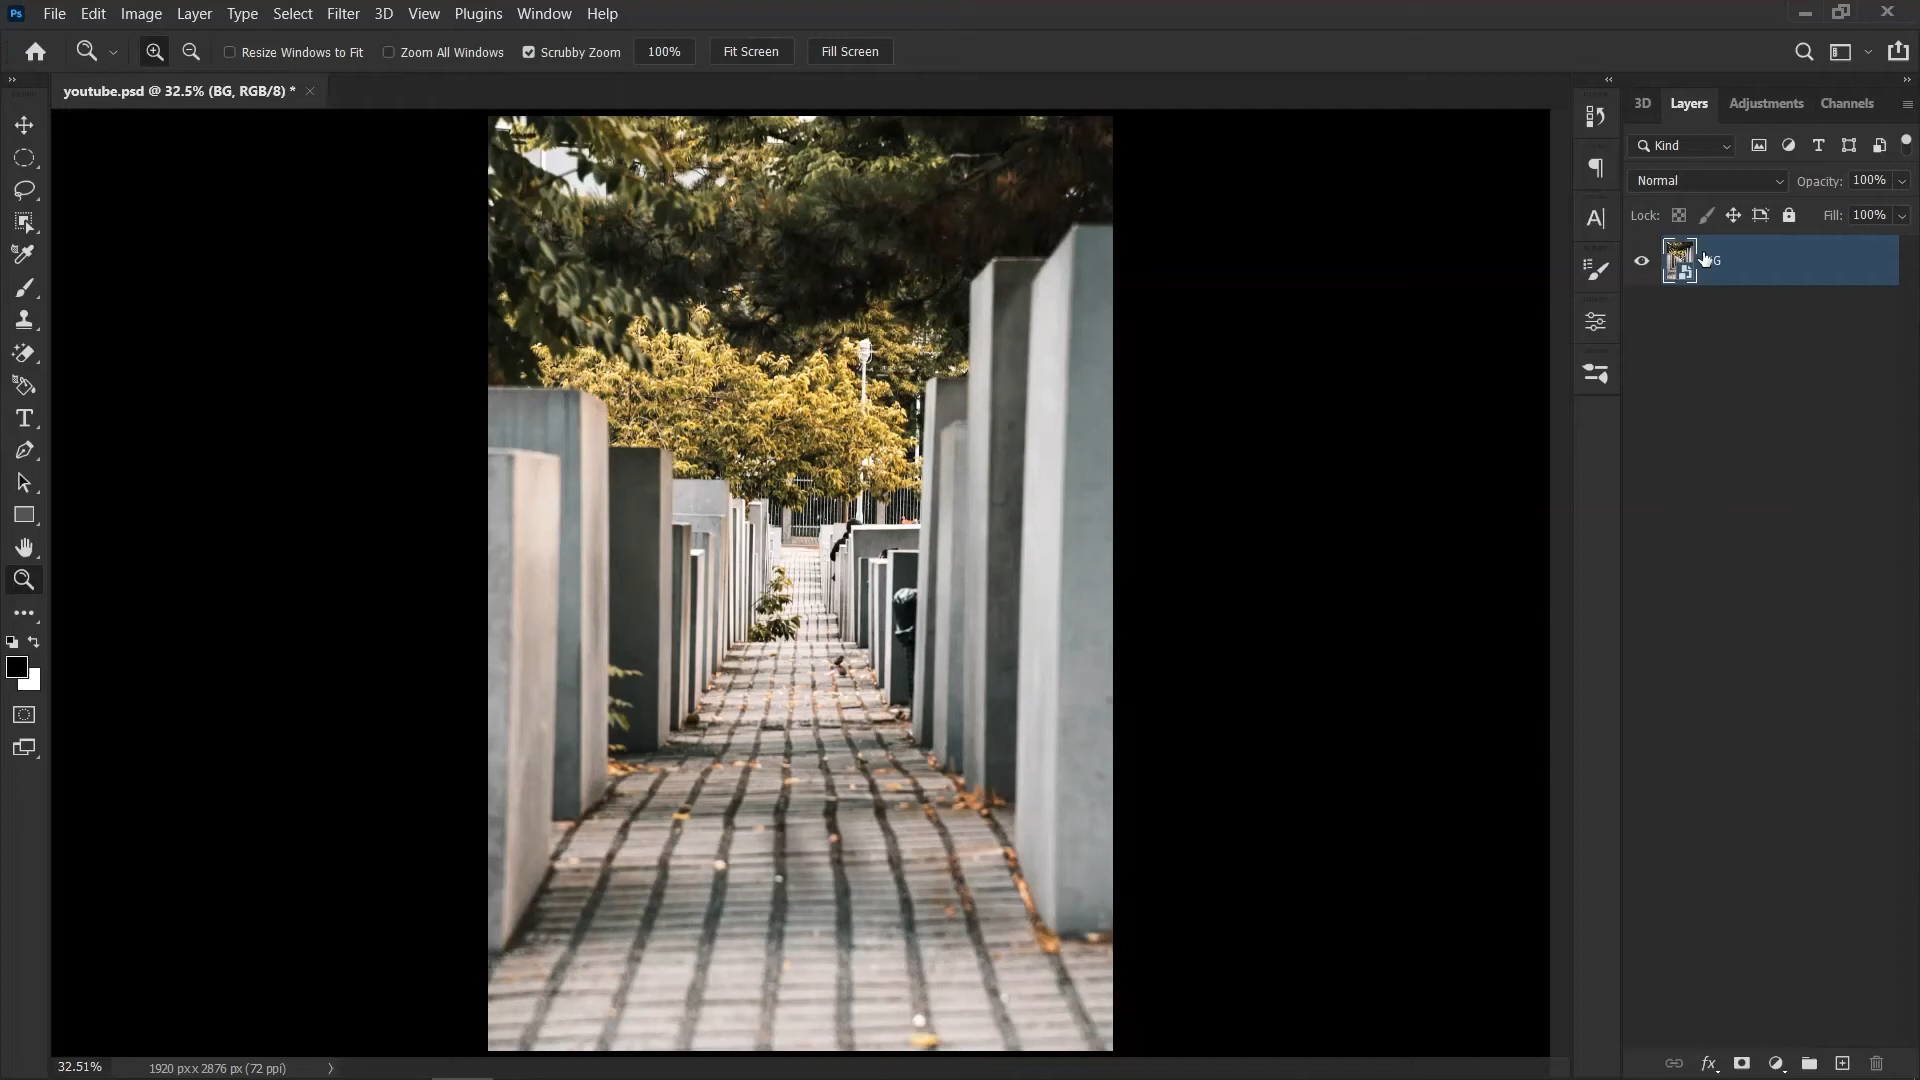 Ps File Edit Image Layer Type Select Filter 3D View Plugins Window Help
Resize Windows to Fit Zoom All Windows Scrubby Zoom 100% Fit Screen Fill Screen
youtube.psd @ 32.5% (BG, RGB/8) *
3D Layers Adjustments Channels
Kind
Normal Opacity: 100%
Lock: Fill: 100%
32.51% 1920 px x 2876 px (72 ppi)